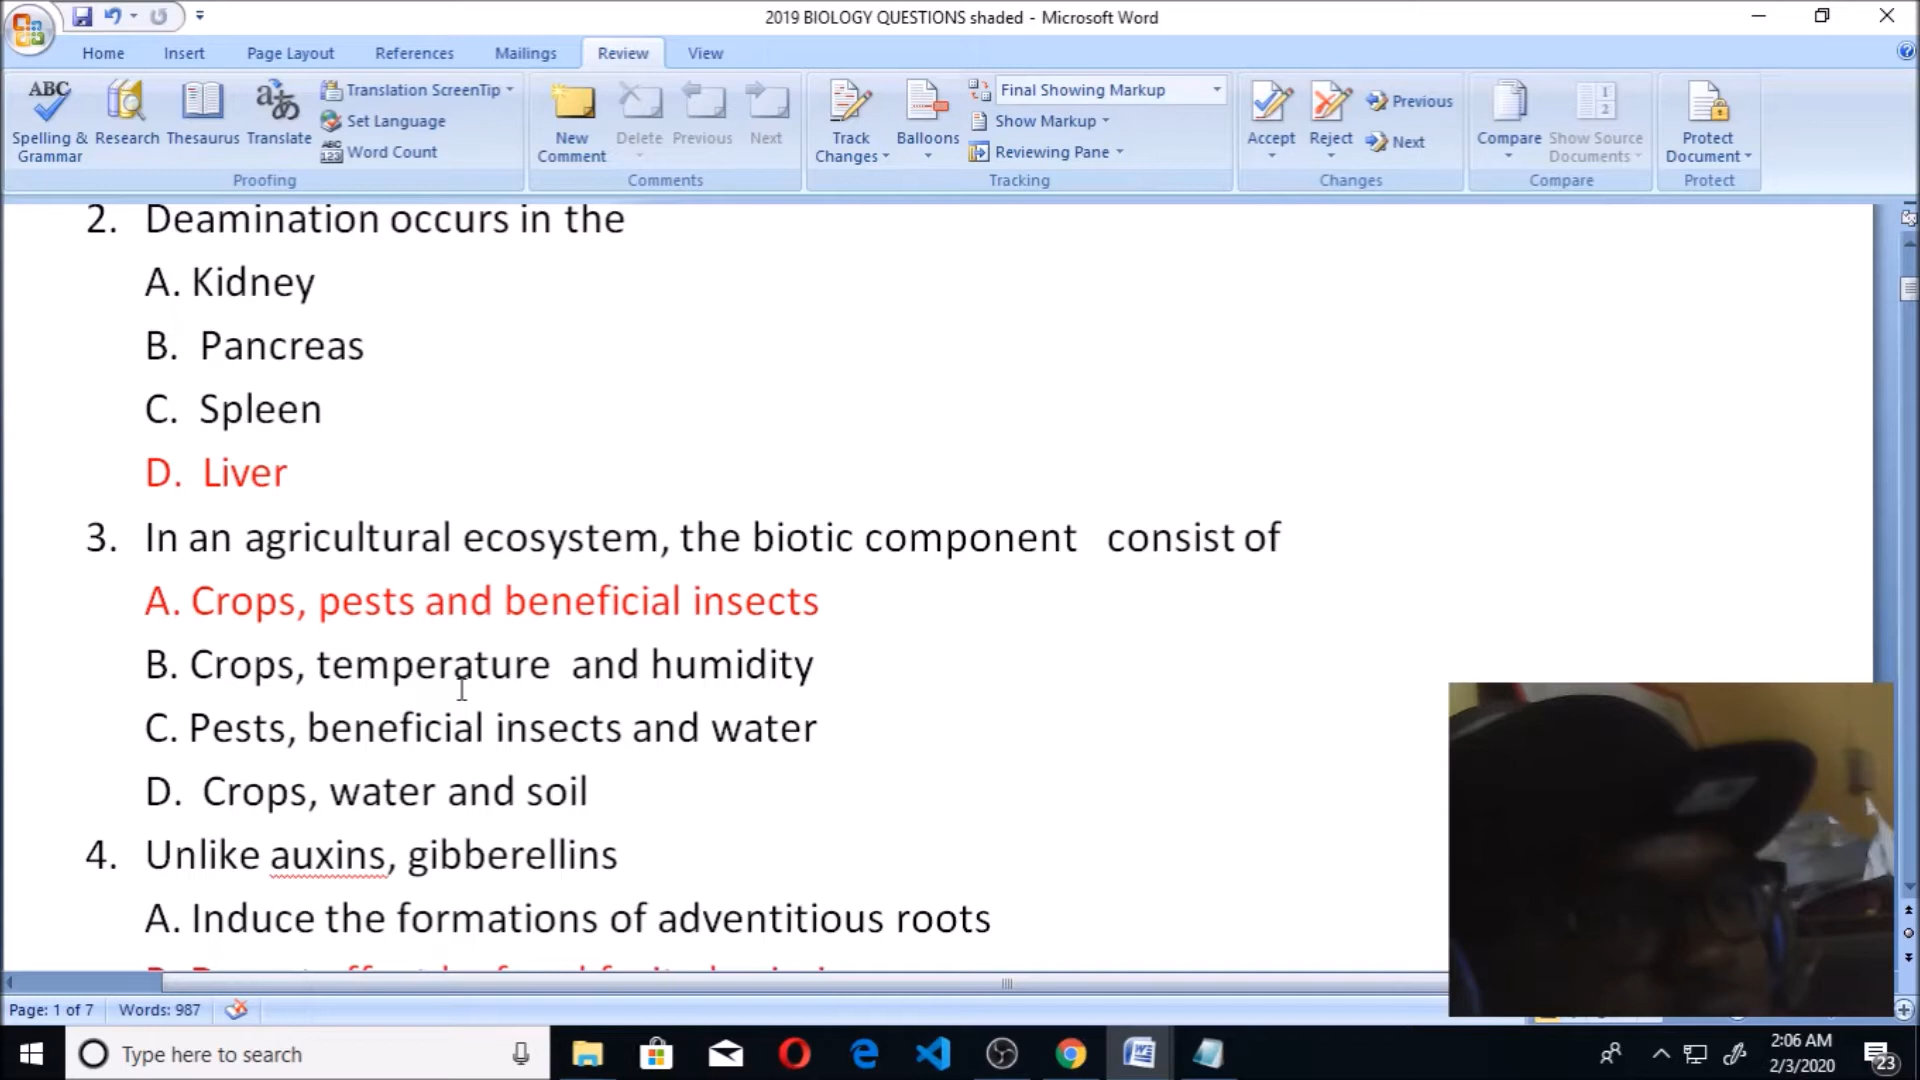 2019 BIOLOGY QUESTIONS shaded - Microsoft Word
Home Insert Page Layout References Mailings Review View
ABC Spelling & Grammar
Research
Thesaurus
Translate
Translation ScreenTip
Set Language
ABC 123 Word Count
Proofing
New Comment
Delete
Previous
Next
Comments
Track Changes
Balloons
Final Showing Markup
Show Markup
Reviewing Pane
Tracking
Accept
Reject
Previous
Next
Changes
Compare
Show Source Documents
Compare
Protect Document
Protect
2. Deamination occurs in the
A. Kidney
B. Pancreas
C. Spleen
D. Liver
3. In an agricultural ecosystem, the biotic component consist of
A. Crops, pests and beneficial insects
B. Crops, temperature and humidity
C. Pests, beneficial insects and water
D. Crops, water and soil
4. Unlike auxins, gibberellins
A. Induce the formations of adventitious roots
Page: 1 of 7 Words: 987
Type here to search
2:06 AM
2/3/2020
23